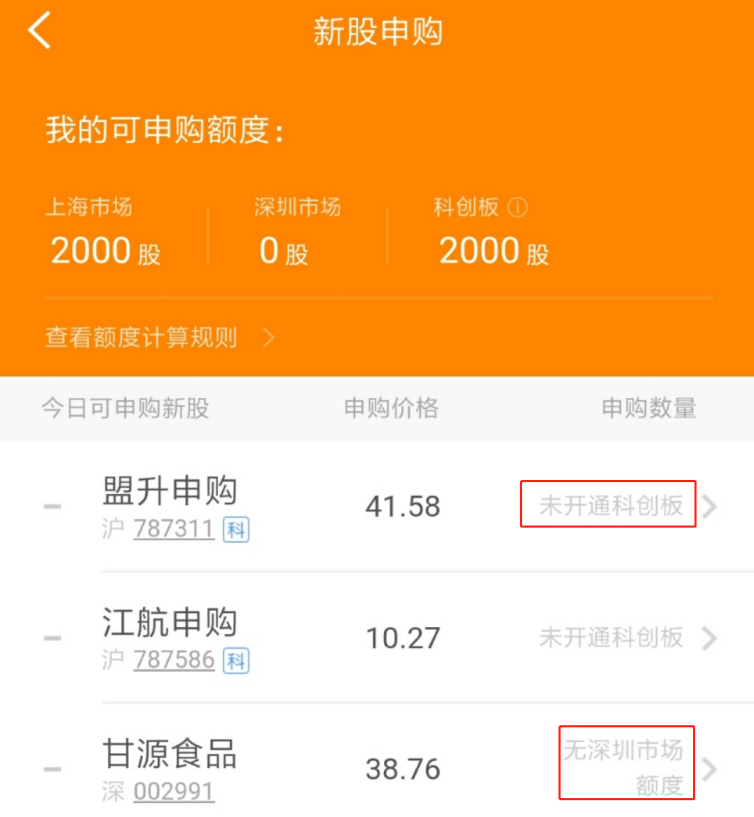 新股申购
我的可申购额度：
上海市场 深圳市场 科创板
2000 股 0 股 2000 股
查看额度计算规则
今日可申购新股 申购价格 申购数量
盟升申购 41.58 未开通科创板
沪 787311 科
江航申购 10.27 未开通科创板
沪 787586 科
甘源食品 38.76 无深圳市场
额度
深 002991